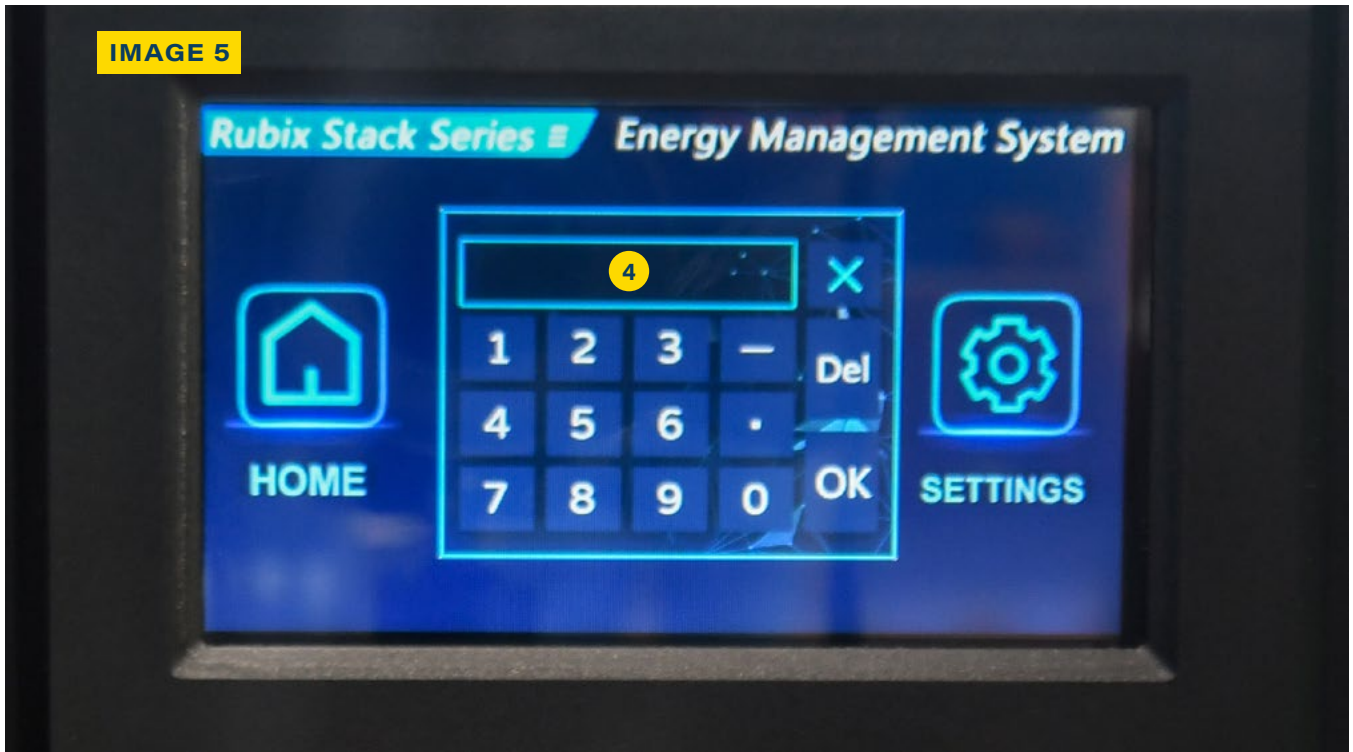 IMAGE 5
Rubix Stack Series Energy Management System
4
X
1 2 3 — Del
4 5 6 .
7 8 9 0 OK
HOME
SETTINGS